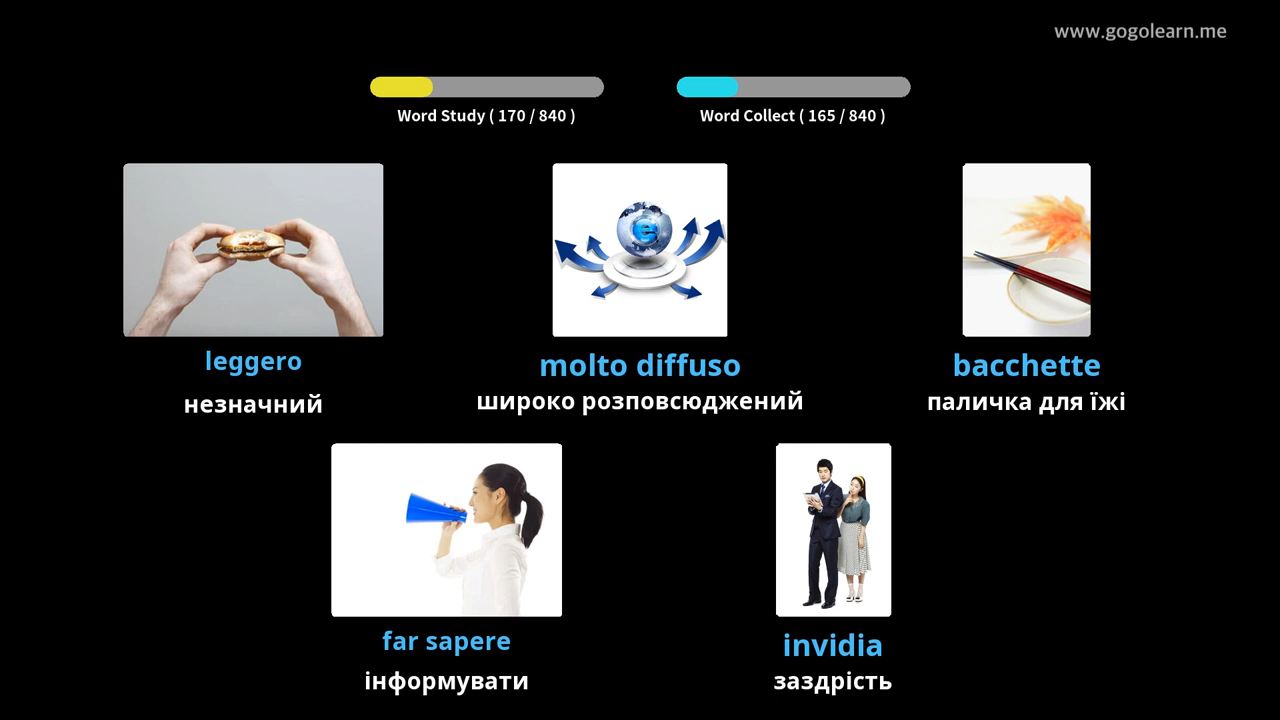 www.gogolearn.me
Word Study ( 170 / 840 )
Word Collect ( 165 / 840 )
leggero
незначний
molto diffuso
широко розповсюджений
bacchette
паличка для їжі
far sapere
інформувати
invidia
заздрість